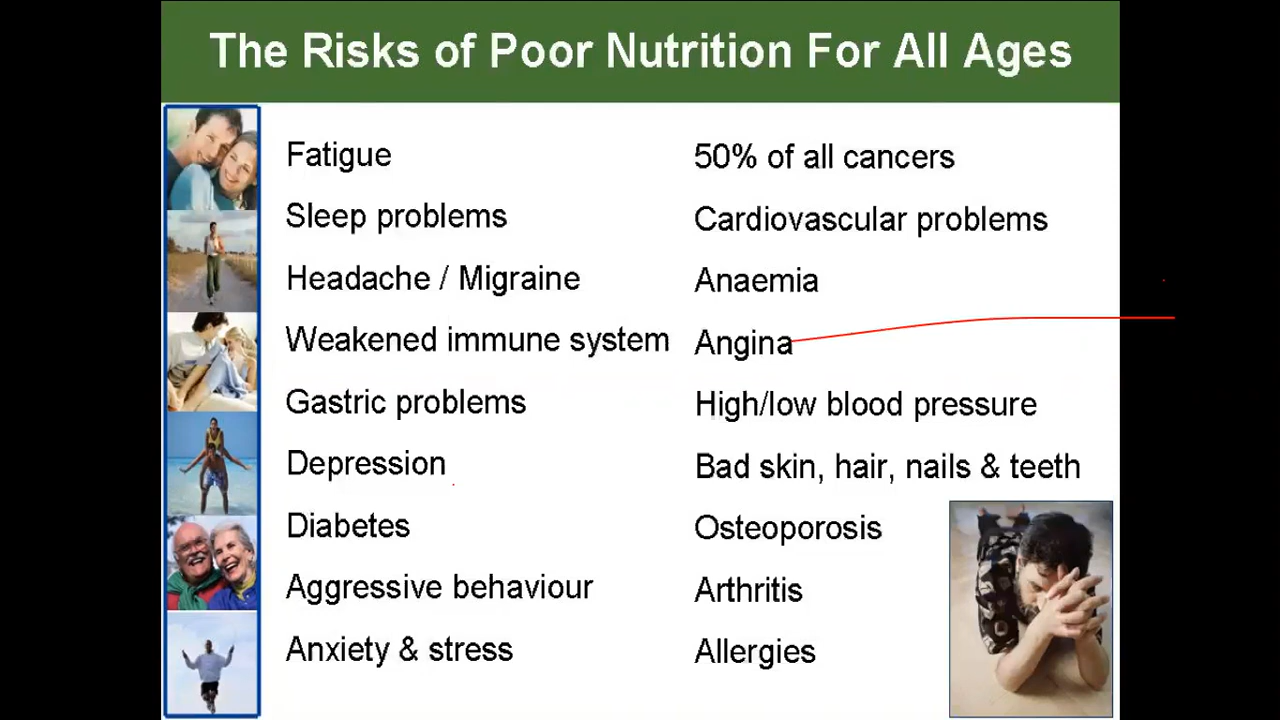 The Risks of Poor Nutrition For All Ages
Fatigue
Sleep problems
Headache / Migraine
Weakened immune system
Gastric problems
Depression
Diabetes
Aggressive behaviour
Anxiety & stress
50% of all cancers
Cardiovascular problems
Anaemia
Angina
High/low blood pressure
Bad skin, hair, nails & teeth
Osteoporosis
Arthritis
Allergies